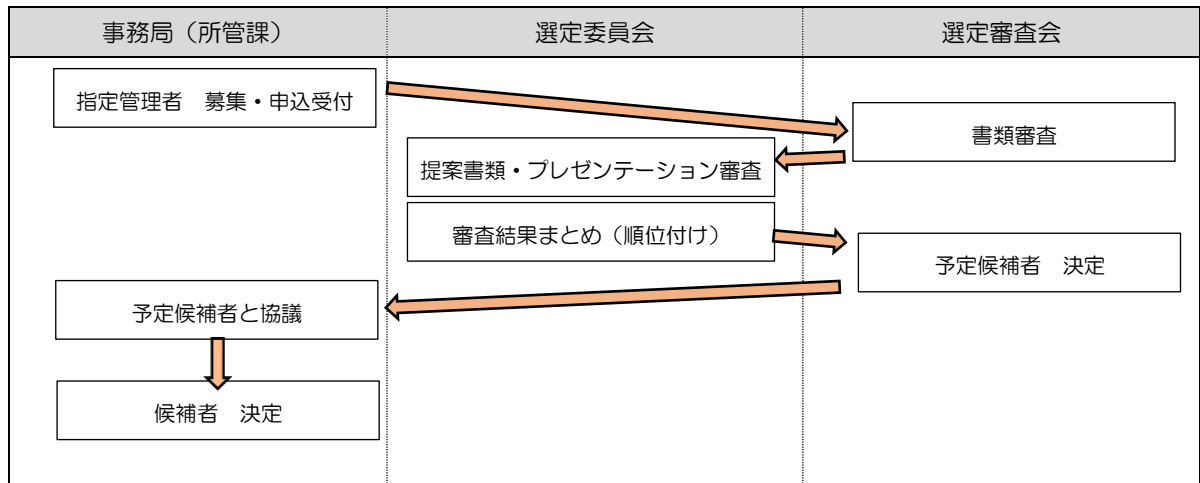 事務局（所管課）
選定委員会
選定審査会
指定管理者　募集・申込受付
書類審査
提案書類・プレゼンテーション審査
審査結果まとめ（順位付け）
予定候補者　決定
予定候補者と協議
候補者　決定